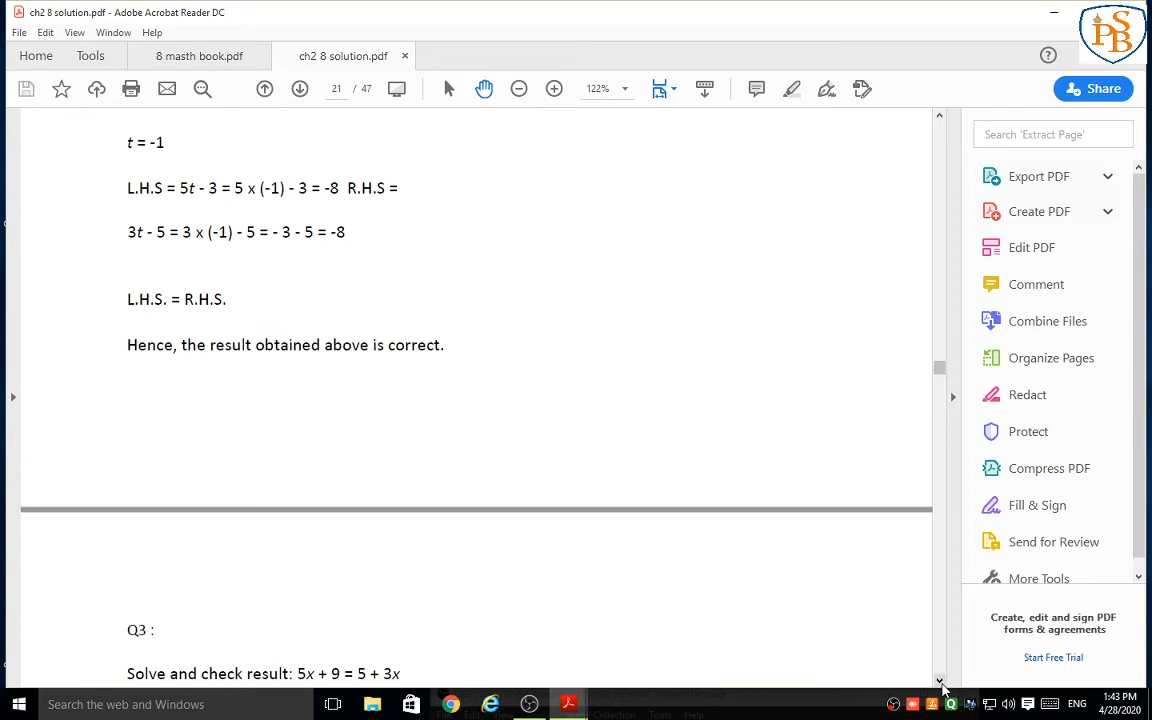 ch2 8 solution.pdf - Adobe Acrobat Reader DC
PSB
File Edit View Window Help
Home Tools 8 masth book.pdf ch2 8 solution.pdf ×
21 / 47 122% Share
t = -1
L.H.S = 5t - 3 = 5 x (-1) - 3 = -8 R.H.S =
3t - 5 = 3 x (-1) - 5 = - 3 - 5 = -8
L.H.S. = R.H.S.
Hence, the result obtained above is correct.
Q3 :
Solve and check result: 5x + 9 = 5 + 3x
Search 'Extract Page'
Export PDF
Create PDF
Edit PDF
Comment
Combine Files
Organize Pages
Redact
Protect
Compress PDF
Fill & Sign
Send for Review
More Tools
Create, edit and sign PDF
forms & agreements
Start Free Trial
Search the web and Windows
ENG
1:43 PM
4/28/2020